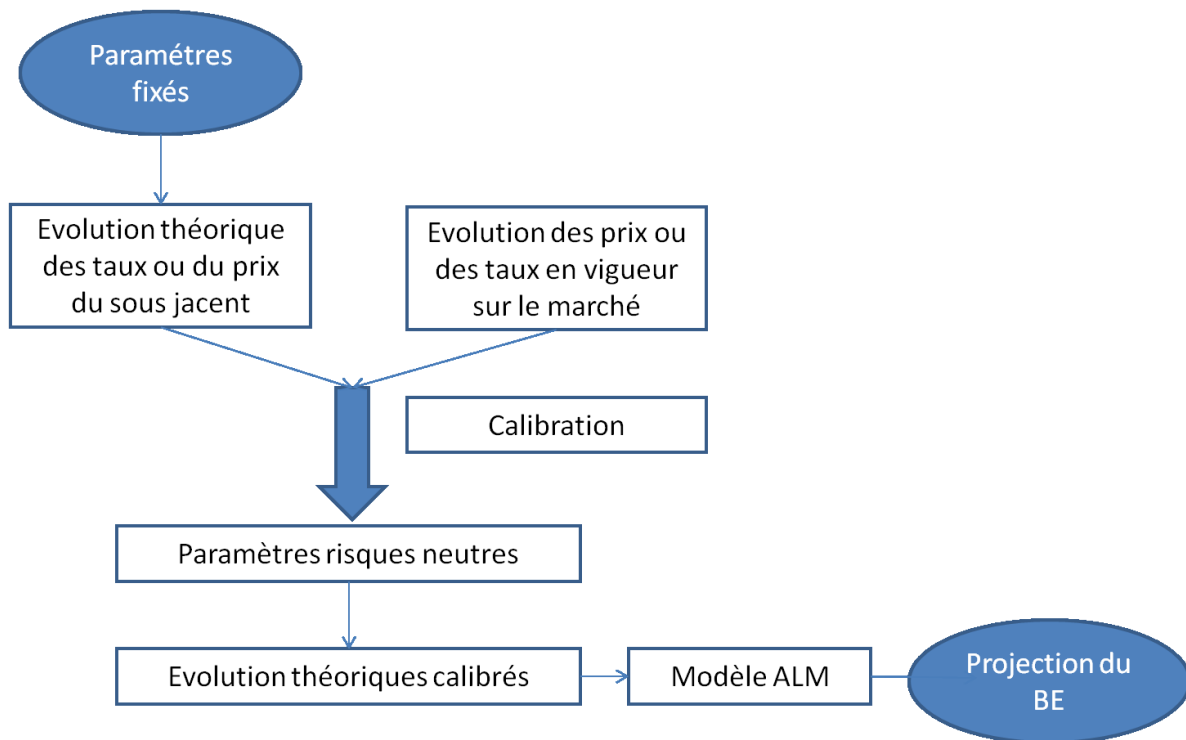 Paramétres
fixés
Evolution théorique
des taux ou du prix
du sous jacent
Evolution des prix ou
des taux en vigueur
sur le marché
Calibration
Paramètres risques neutres
Evolution théoriques calibrés
Modèle ALM
Projection du
BE